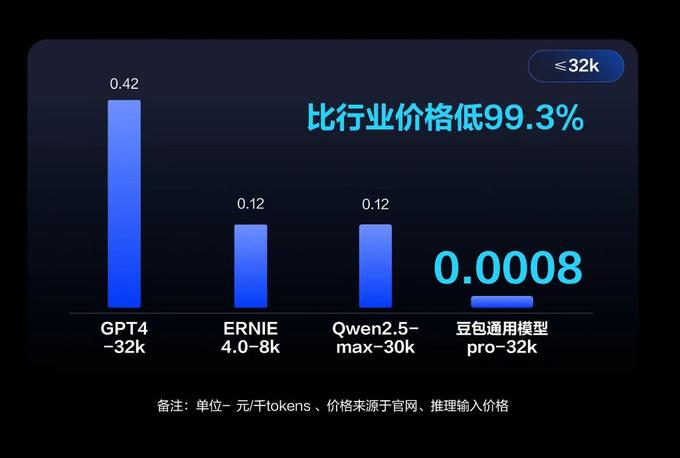 ≤32k
0.42
比行业价格低99.3%
0.12
0.12
0.0008
GPT4
-32k
ERNIE
4.0-8k
Qwen2.5-
max-30k
豆包通用模型
pro-32k
备注：单位- 元/千tokens 、价格来源于官网、推理输入价格